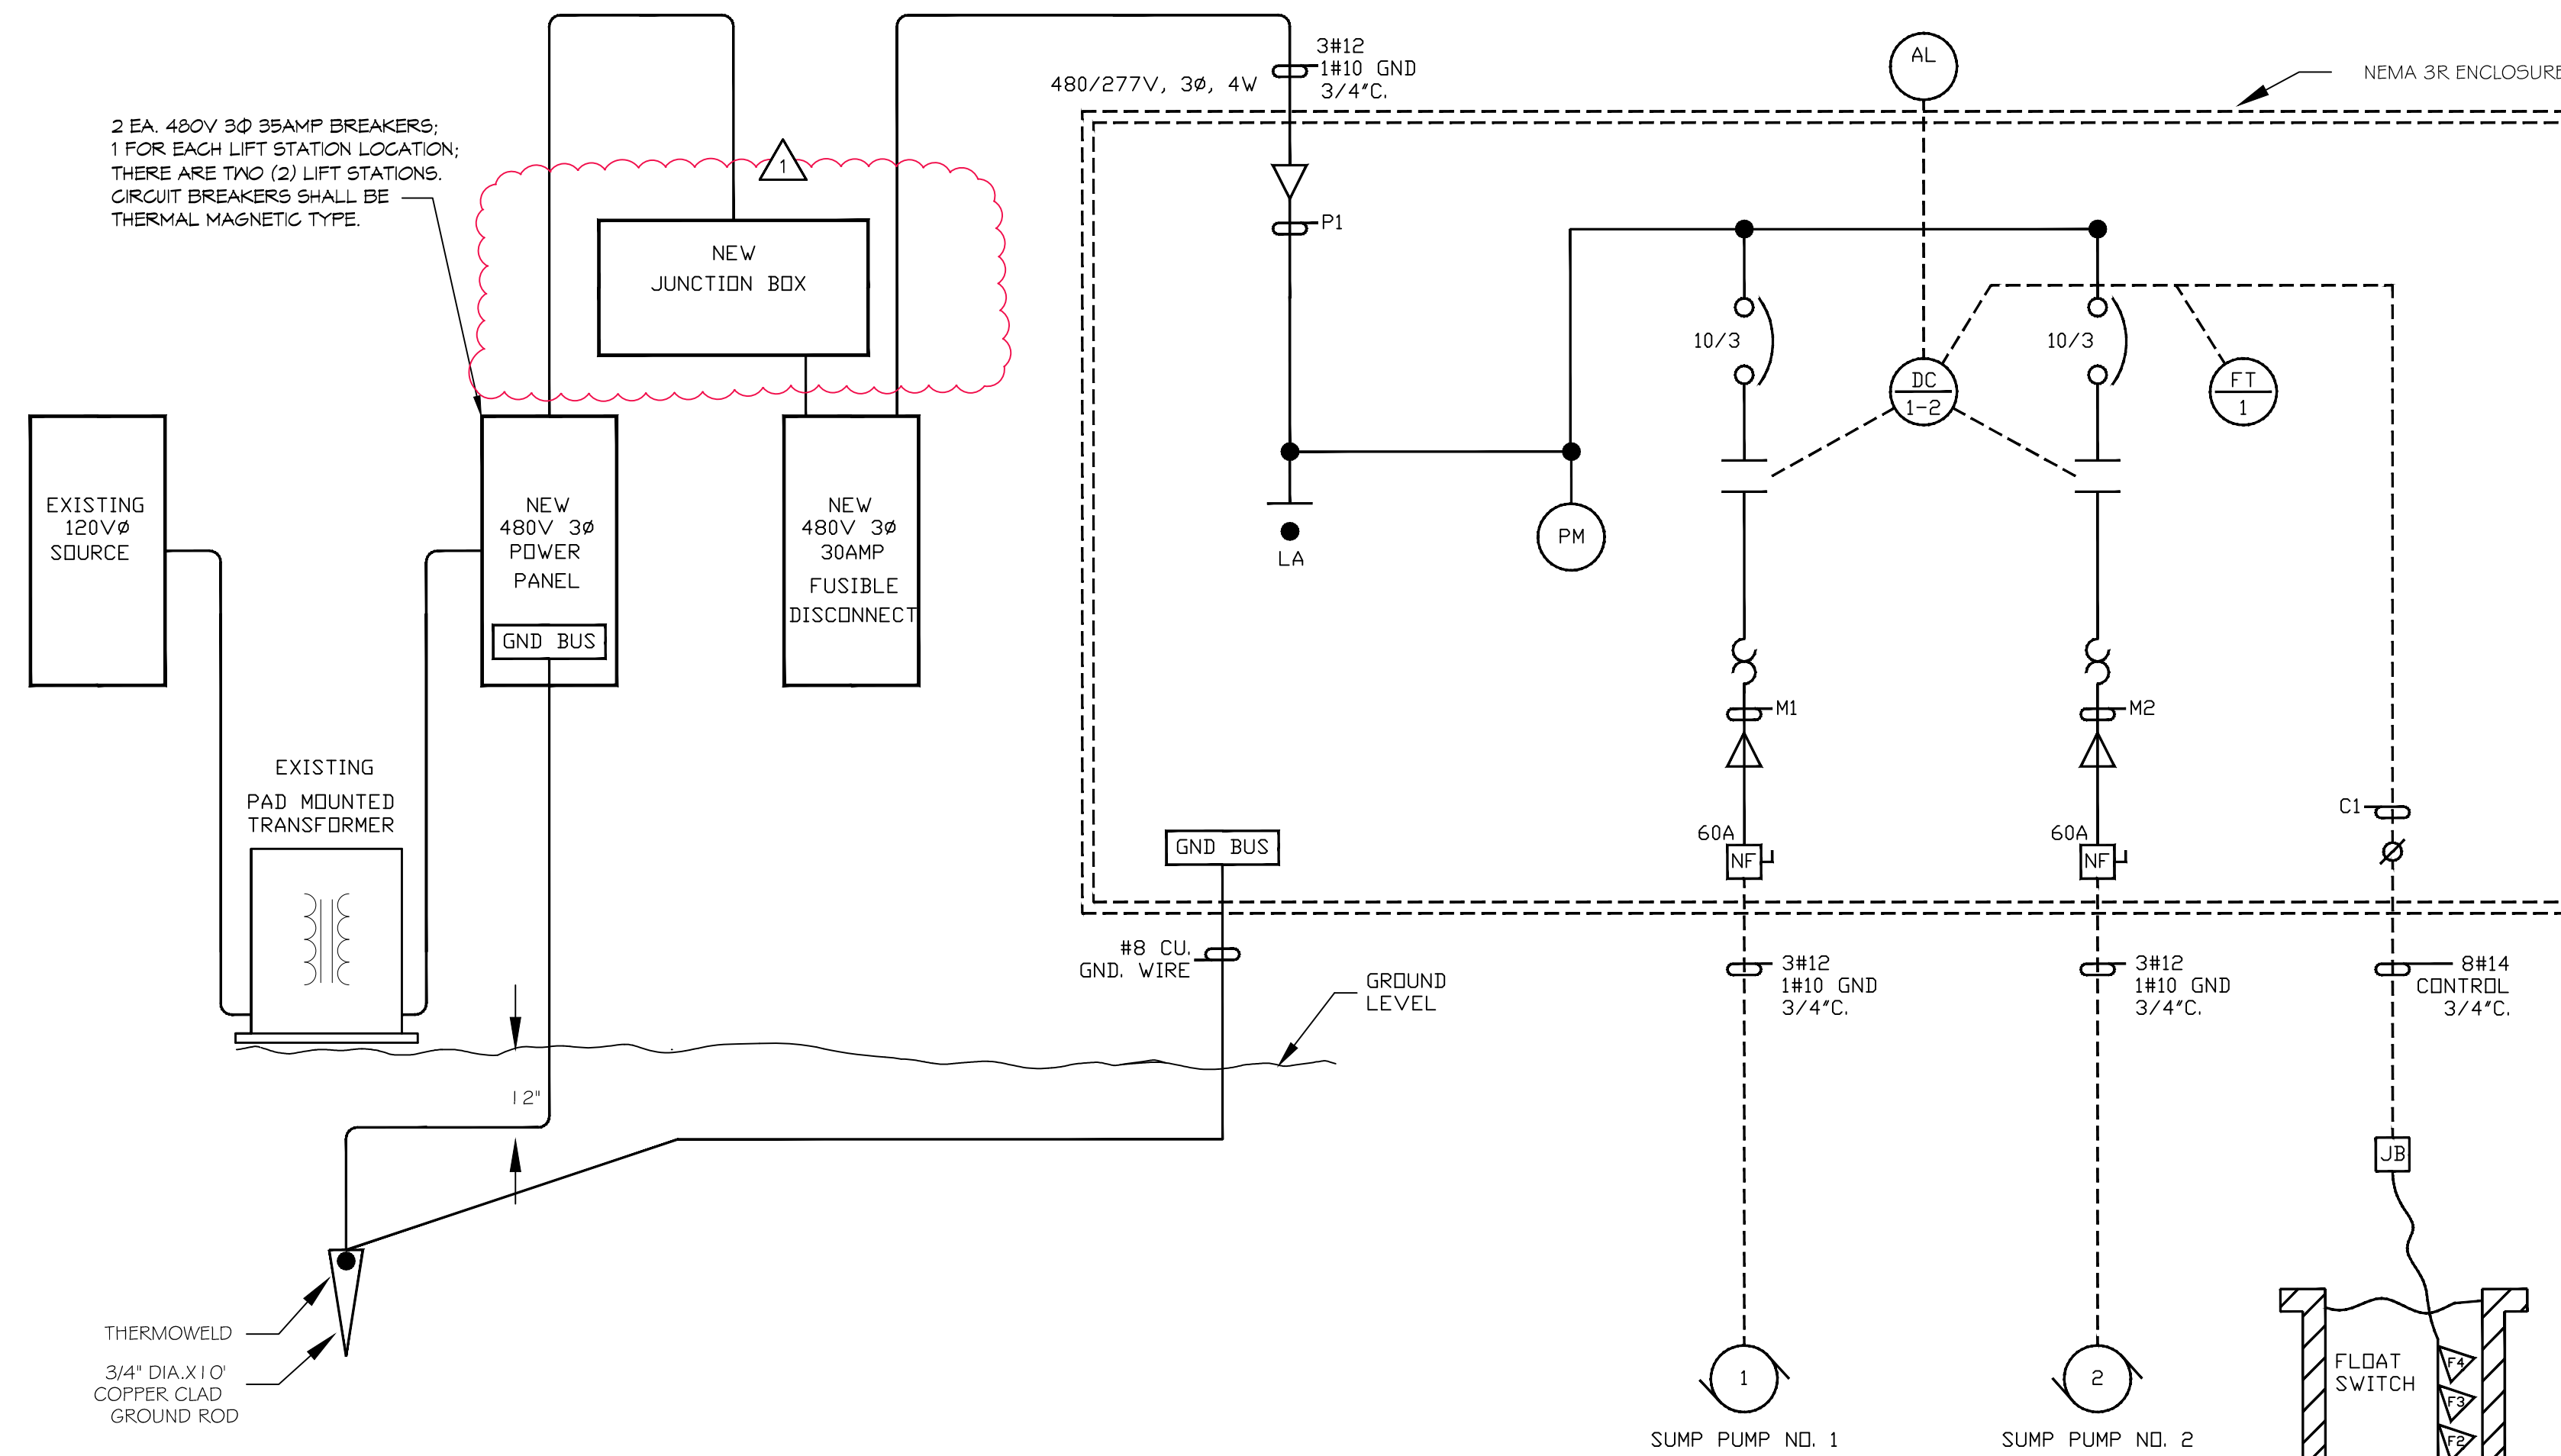 2 EA. 480V 3Φ 35AMP BREAKERS;
1 FOR EACH LIFT STATION LOCATION;
THERE ARE TWO (2) LIFT STATIONS.
CIRCUIT BREAKERS SHALL BE
THERMAL MAGNETIC TYPE.
1
NEW
JUNCTION BOX
EXISTING
120VØ
SOURCE
NEW
480V 3Ø
POWER
PANEL
GND BUS
NEW
480V 3Ø
30AMP
FUSIBLE
DISCONNECT
EXISTING
PAD MOUNTED
TRANSFORMER
12"
THERMOWELD
3/4" DIA.X10'
COPPER CLAD
GROUND ROD
480/277V, 3Ø, 4W
3#12
1#10 GND
3/4"C.
P1
LA
PM
AL
NEMA 3R ENCLOSURE
10/3
DC
1-2
10/3
FT
1
M1
M2
C1
60A
NF
60A
NF
GND BUS
#8 CU.
GND. WIRE
GROUND
LEVEL
3#12
1#10 GND
3/4"C.
3#12
1#10 GND
3/4"C.
8#14
CONTROL
3/4"C.
JB
1
SUMP PUMP NO. 1
2
SUMP PUMP NO. 2
FLOAT
SWITCH
F4
F3
F2